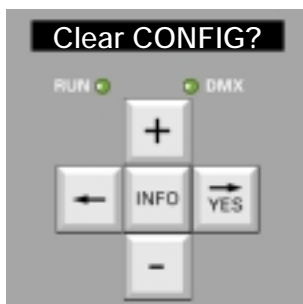 Clear CONFIG?
RUN DMX
+
← INFO → YES
-